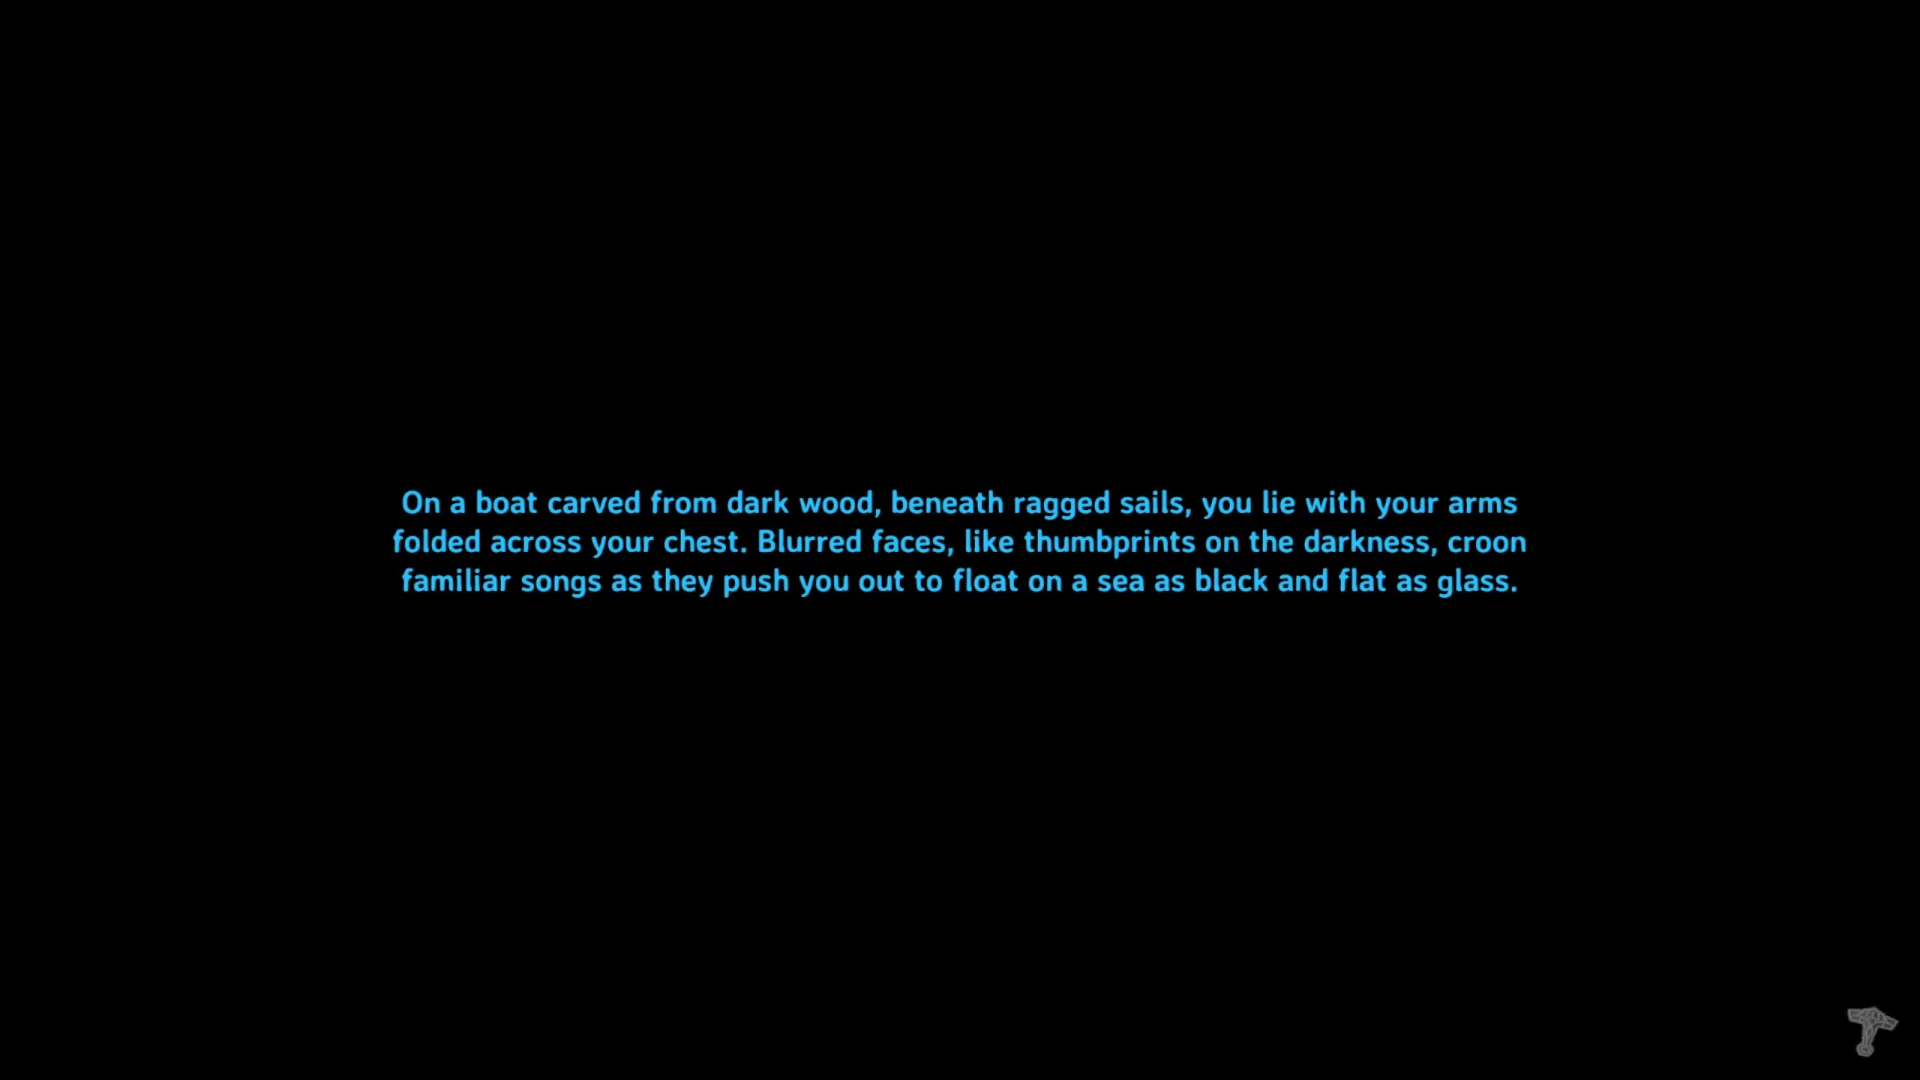 On a boat carved from dark wood, beneath ragged sails, you lie with your arms
folded across your chest. Blurred faces, like thumbprints on the darkness, croon
familiar songs as they push you out to float on a sea as black and flat as glass.